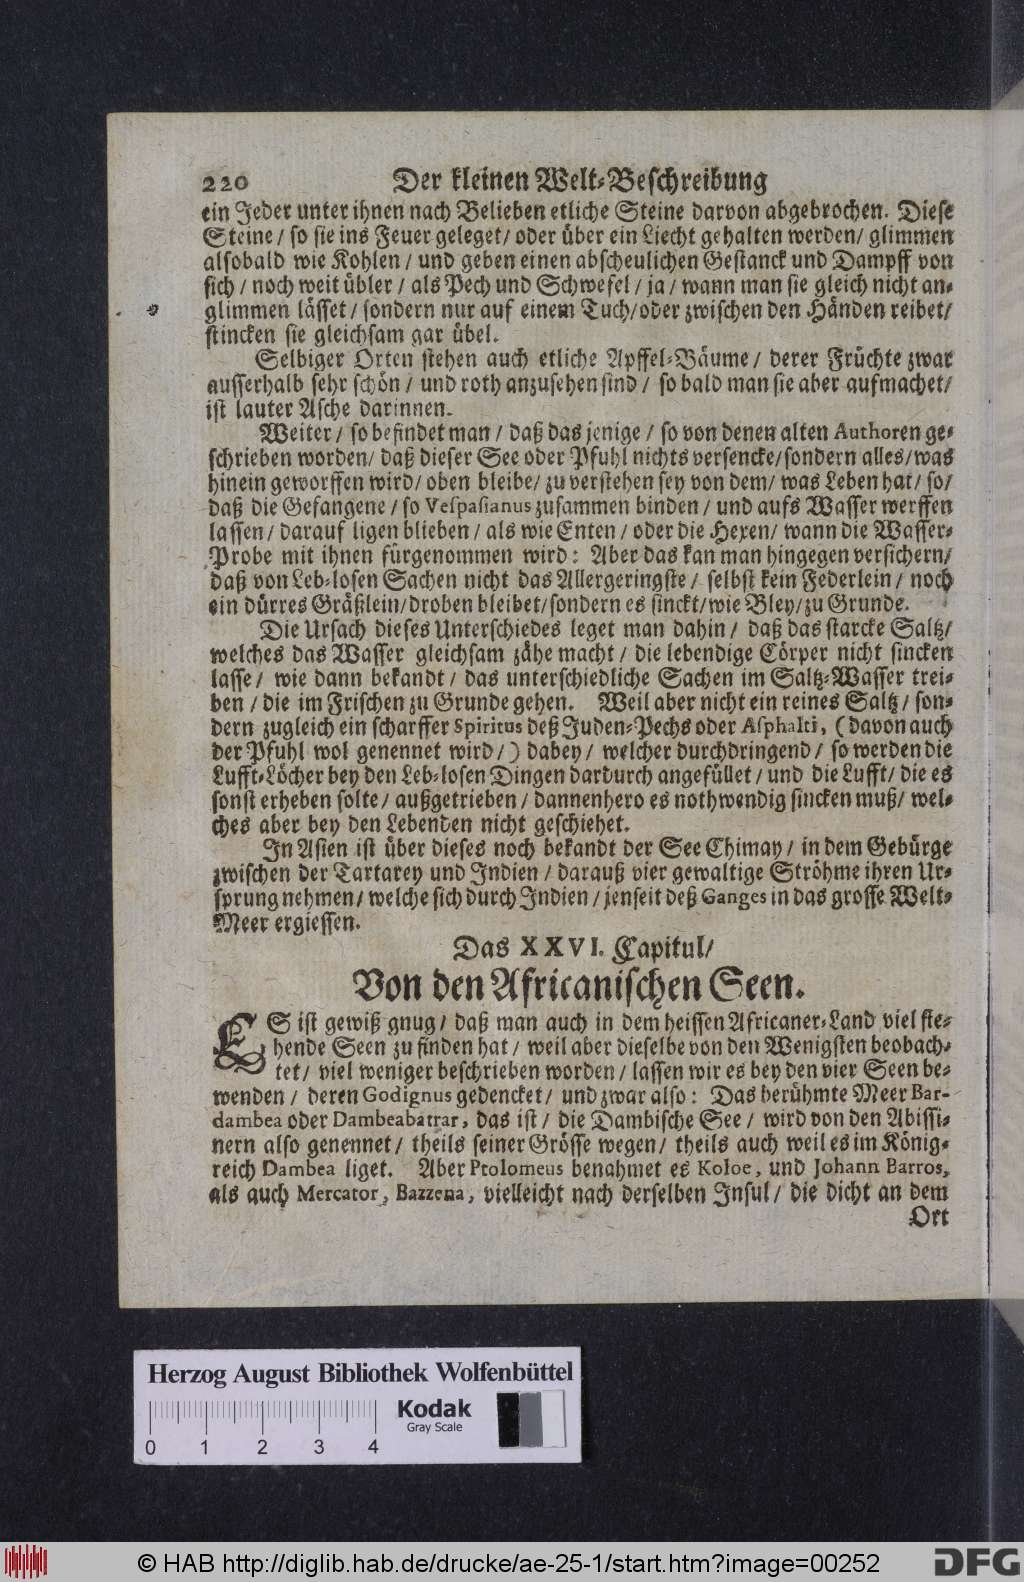 220 Der kleinen Welt-Beschreibung
ein Jeder unter ihnen nach Belieben etliche Steine darvon abgebrochen. Diese
Steine / so sie ins Feuer geleget / oder über ein Liecht gehalten werden / glimmen
alsobald wie Kohlen / und geben einen abscheulichen Gestanck und Dampff von
sich / noch weit übler / als Pech und Schwefel / ja / wann man sie gleich nicht an-
glimmen lässet / sondern nur auf einem Tuch / oder zwischen den Händen reibet /
stincken sie gleichsam gar übel.
Selbiger Orten stehen auch etliche Apffel-Bäume / derer Früchte zwar
ausserhalb sehr schön / und roth anzusehen sind / so bald man sie aber aufmachet /
ist lauter Asche darinnen.
Weiter / so befindet man / daß das jenige / so von denen alten Authoren ge-
schrieben worden / daß dieser See oder Pfuhl nichts versencke / sondern alles / was
hinein geworffen wird / oben bleibe / zu verstehen sey von dem / was Leben hat / so /
daß die Gefangene / so Vespasianus zusammen binden / und aufs Wasser werffen
lassen / darauf ligen blieben / als wie Enten / oder die Hexen / wann die Wasser-
Probe mit ihnen fürgenommen wird: Aber das kan man hingegen versichern /
daß von Leb-losen Sachen nicht das Allergeringste / selbst kein Federlein / noch
ein dürres Gräßlein / droben bleibet / sondern es sinckt / wie Bley / zu Grunde.
Die Ursach dieses Unterschiedes leget man dahin / daß das starcke Saltz /
welches das Wasser gleichsam zähe macht / die lebendige Cörper nicht sincken
lasse / wie dann bekandt / das unterschiedliche Sachen im Saltz-Wasser trei-
ben / die im Frischen zu Grunde gehen. Weil aber nicht ein reines Saltz / son-
dern zugleich ein scharffer Spiritus deß Juden-Pechs oder Asphalti, (davon auch
der Pfuhl wol genennet wird /) dabey / welcher durchdringend / so werden die
Lufft-Löcher bey den Leb-losen Dingen dardurch angefüllet / und die Lufft / die es
sonst erheben solte / außgetrieben / dannenhero es nothwendig sincken muß / wel-
ches aber bey den Lebenden nicht geschiehet.
In Asien ist über dieses noch bekandt der See Chimay / in dem Gebürge
zwischen der Tartarey und Indien / darauß vier gewaltige Ströhme ihren Ur-
sprung nehmen / welche sich durch Indien / jenseit deß Ganges in das grosse Welt-
Meer ergiessen.
Das XXVI. Capitul /
Von den Africanischen Seen.
ES ist gewiß gnug / daß man auch in dem heissen Africaner-Land viel ste-
hende Seen zu finden hat / weil aber dieselbe von den Wenigsten beobach-
tet / viel weniger beschrieben worden / lassen wir es bey den vier Seen be-
wenden / deren Godignus gedencket / und zwar also: Das berühmte Meer Bar-
dambea oder Dambeabatrar, das ist / die Dambische See / wird von den Abissi-
nern also genennet / theils seiner Grösse wegen / theils auch weil es im König-
reich Dambea liget. Aber Ptolomeus benahmet es Koloe, und Johann Barros,
als auch Mercator, Bazzena, vielleicht nach derselben Insul / die dicht an dem
Ort
Herzog August Bibliothek Wolfenbüttel
Kodak
Gray Scale
0 1 2 3 4
© HAB http://diglib.hab.de/drucke/ae-25-1/start.htm?image=00252
DFG